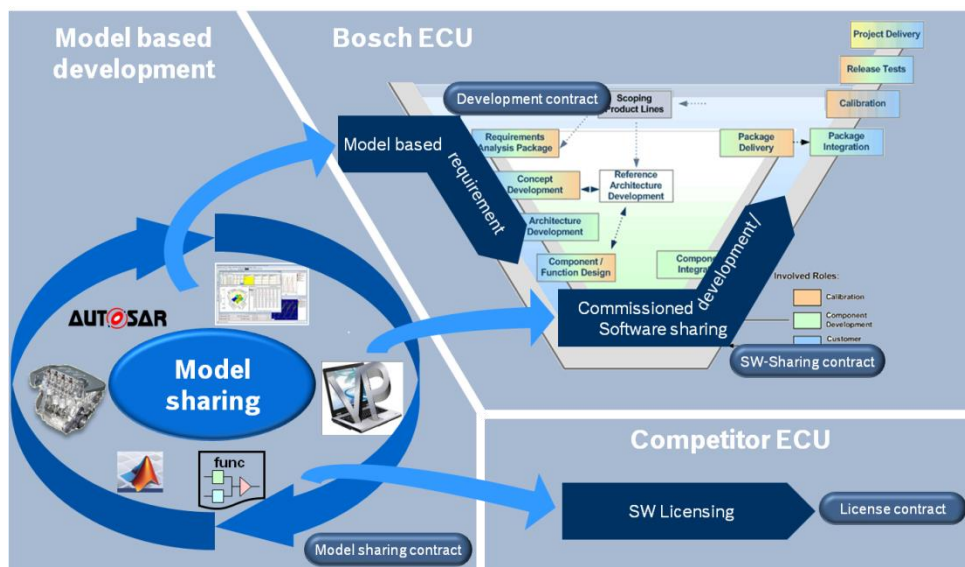 Model based
development
Bosch ECU
Project Delivery
Release Tests
Calibration
Development contract
Scoping
Product Lines
Model based
requirement
Requirements
Analysis Package
Package
Delivery
Package
Integration
Concept
Development
Reference
Architecture
Development
Architecture
Development
Component /
Function Design
Integra
Commissioned
development/
Software sharing
Involved Roles:
Calibration
Component
Development
Customer
SW-Sharing contract
AUTOSAR
Model
sharing
VP
func
Model sharing contract
Competitor ECU
SW Licensing
License contract